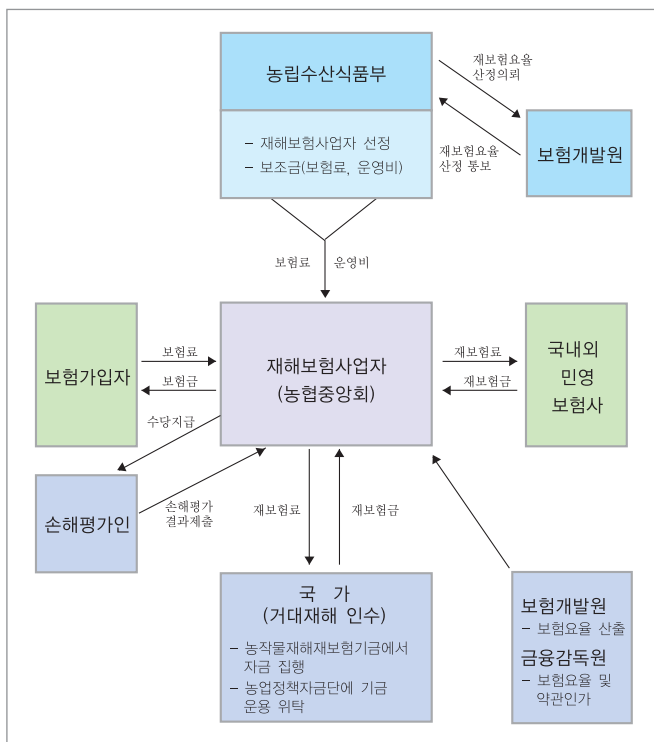 농립수산식품부
- 재해보험사업자 선정
- 보조금(보험료, 운영비)
재보험요율
산정의뢰
재보험요율
산정 통보
보험개발원
보험료
운영비
보험가입자
보험료
보험금
재해보험사업자
(농협중앙회)
재보험료
재보험금
국내외
민영
보험사
수당지급
손해평가인
손해평가
결과제출
재보험료
재보험금
국 가
(거대재해 인수)
- 농작물재해재보험기금에서
자금 집행
- 농업정책자금단에 기금
운용 위탁
보험개발원
- 보험요율 산출
금융감독원
- 보험요율 및
약관인가